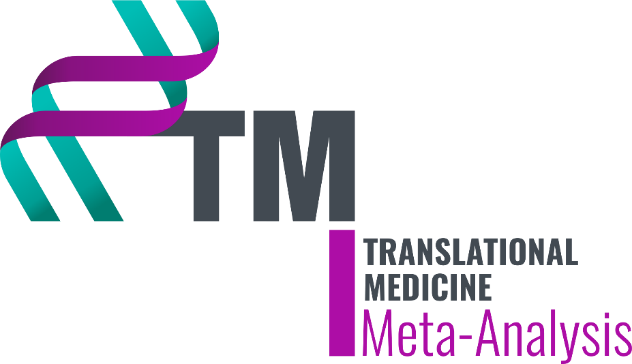 TM
TRANSLATIONAL
MEDICINE
Meta-Analysis